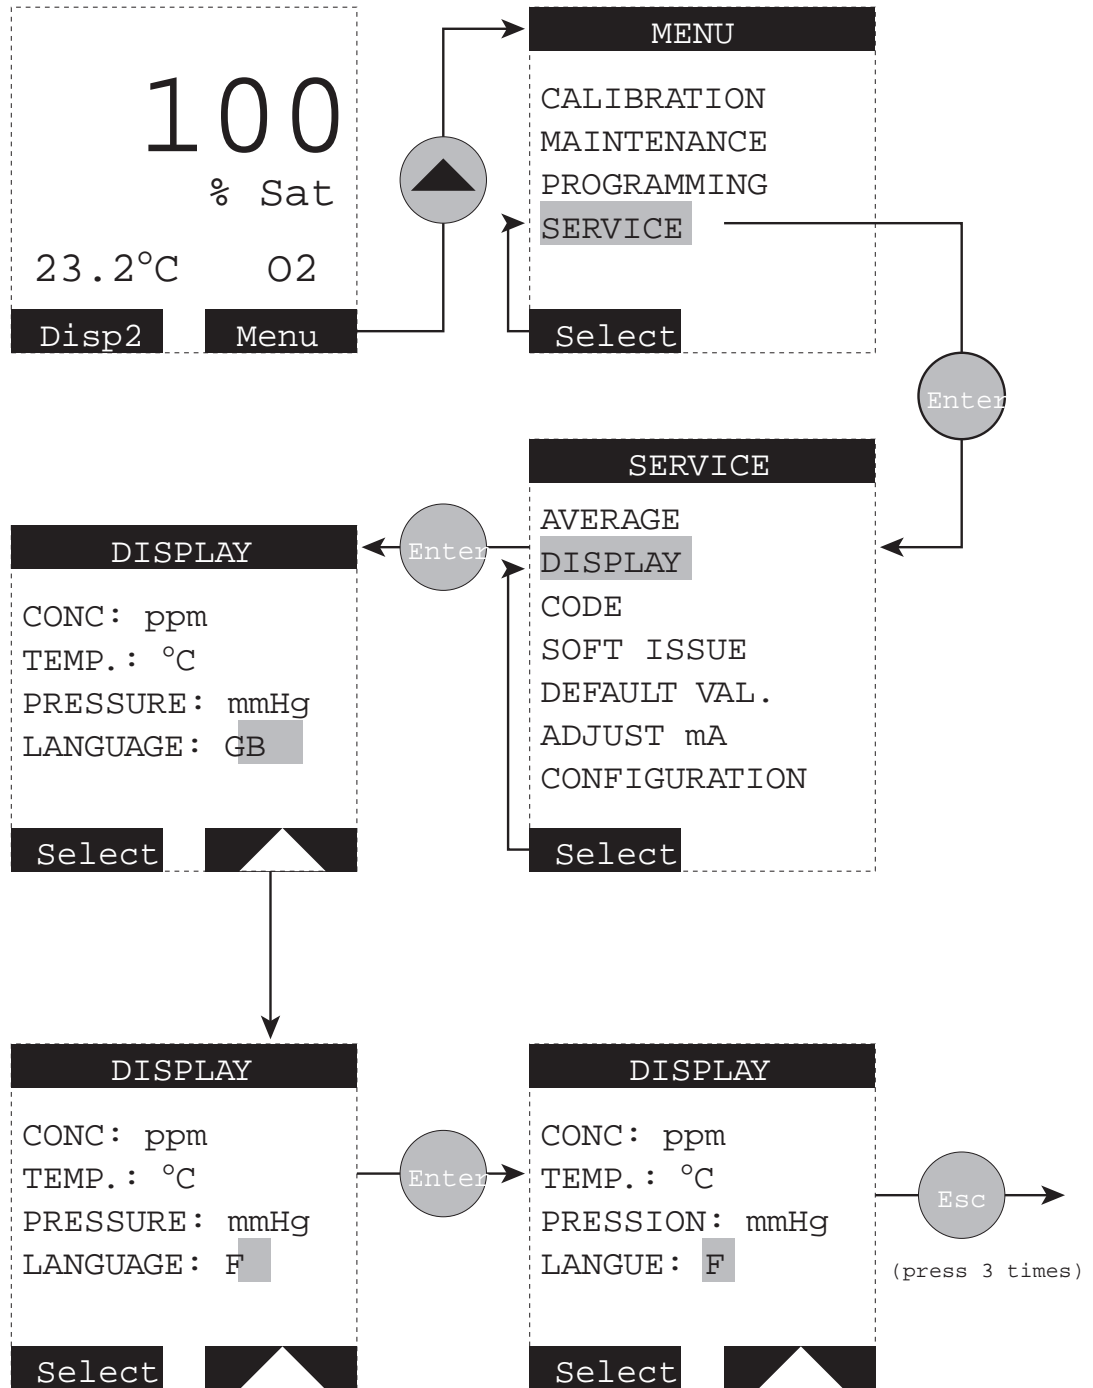 100
% Sat
23.2°C O2
Disp2 Menu
MENU
CALIBRATION
MAINTENANCE
PROGRAMMING
SERVICE
Select
Enter
SERVICE
AVERAGE
DISPLAY
CODE
SOFT ISSUE
DEFAULT VAL.
ADJUST mA
CONFIGURATION
Select
Enter
DISPLAY
CONC: ppm
TEMP.: °C
PRESSURE: mmHg
LANGUAGE: GB
Select
DISPLAY
CONC: ppm
TEMP.: °C
PRESSURE: mmHg
LANGUAGE: F
Select
Enter
DISPLAY
CONC: ppm
TEMP.: °C
PRESSION: mmHg
LANGUE: F
Select
Esc
(press 3 times)